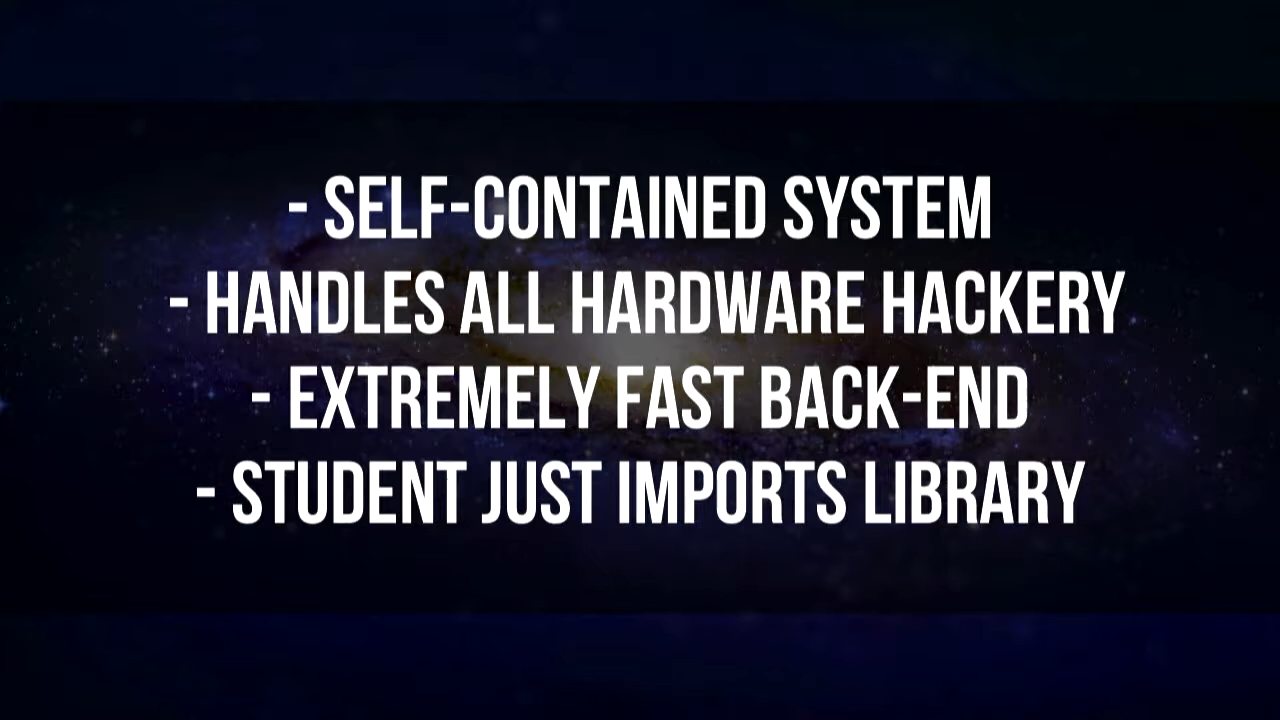 - SELF-CONTAINED SYSTEM
- HANDLES ALL HARDWARE HACKERY
- EXTREMELY FAST BACK-END
- STUDENT JUST IMPORTS LIBRARY